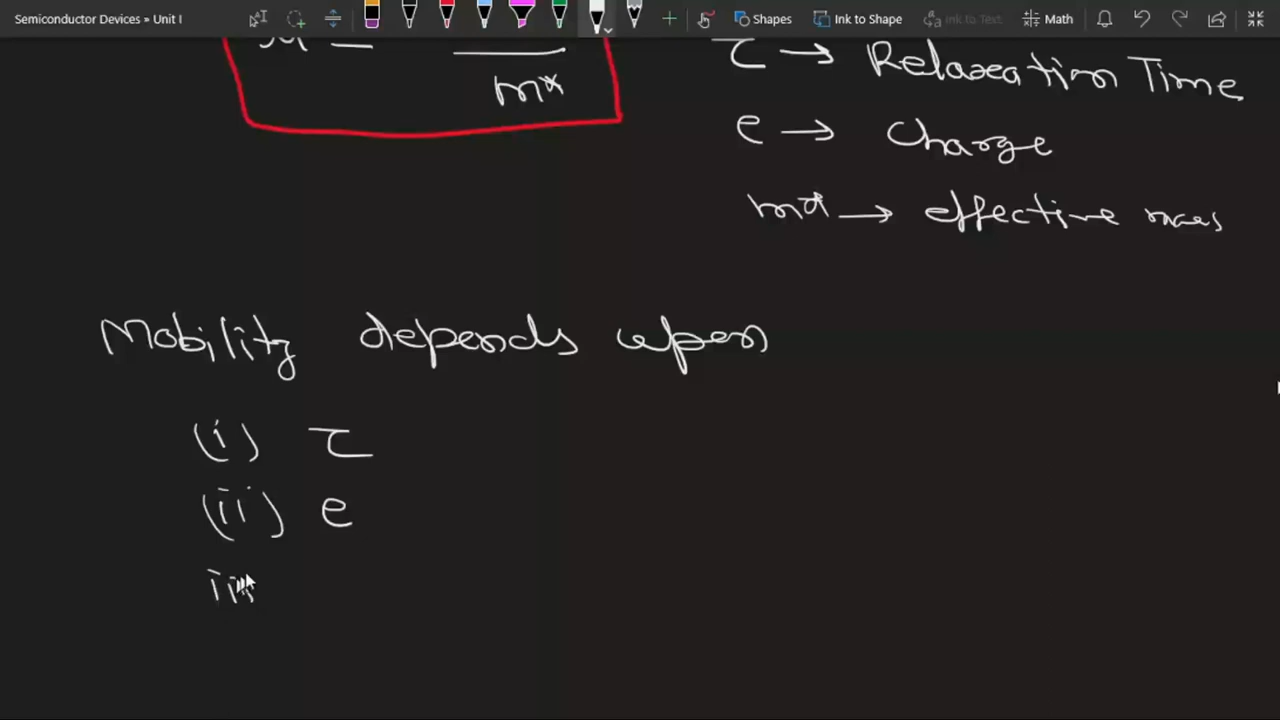 Semiconductor Devices » Unit I
Shapes
Ink to Shape
Ink to Text
Math
μ =
m*
τ → Relaxation Time
e → Charge
m* → effective mass
Mobility depends upon
(i) τ
(ii) e
iii